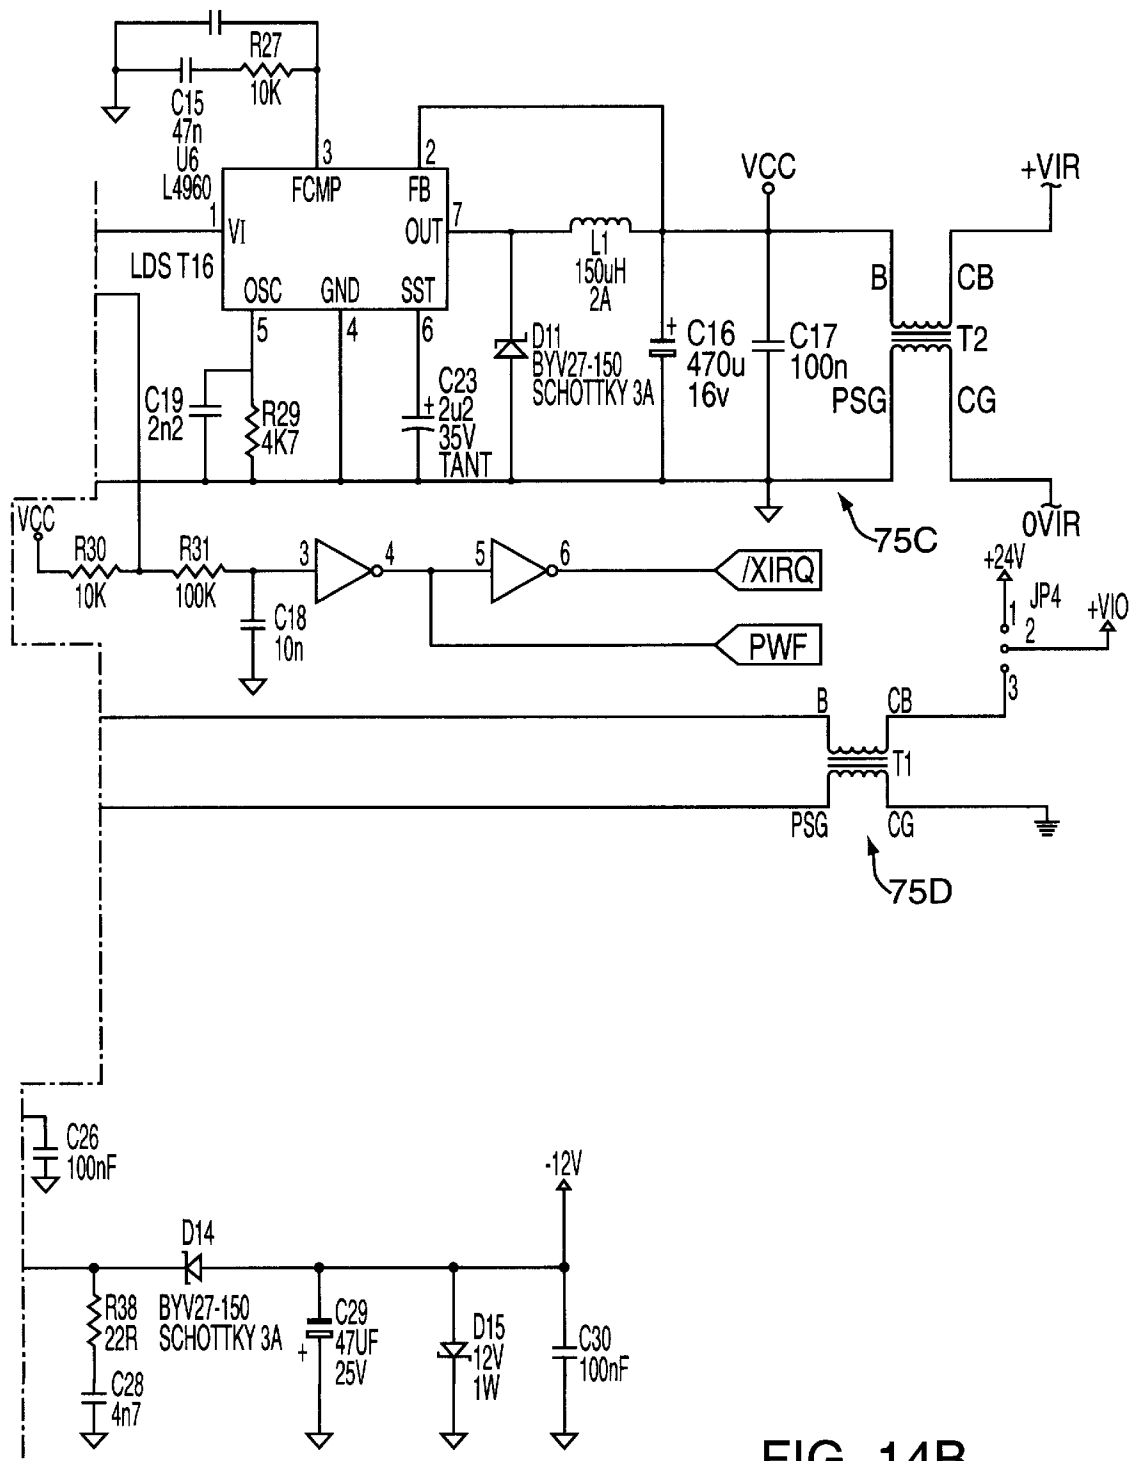 R27
10K
C15
47n
U6
L4960
3
2
FCMP
FB
1
VI
OUT
7
LDS T16
OSC
GND
SST
5
4
6
L1
150uH
2A
VCC
+VIR
B
CB
T2
PSG
CG
0VIR
D11
BYV27-150
SCHOTTKY 3A
+
C16
470u
16v
C17
100n
C19
2n2
R29
4K7
+
C23
2u2
35V
TANT
75C
VCC
R30
10K
R31
100K
3
4
5
6
/XIRQ
PWF
C18
10n
+24V
JP4
1
2
3
+VIO
B
CB
T1
PSG
CG
75D
C26
100nF
-12V
D14
BYV27-150
SCHOTTKY 3A
R38
22R
C28
4n7
C29
47UF
25V
+
D15
12V
1W
C30
100nF
FIG. 14B